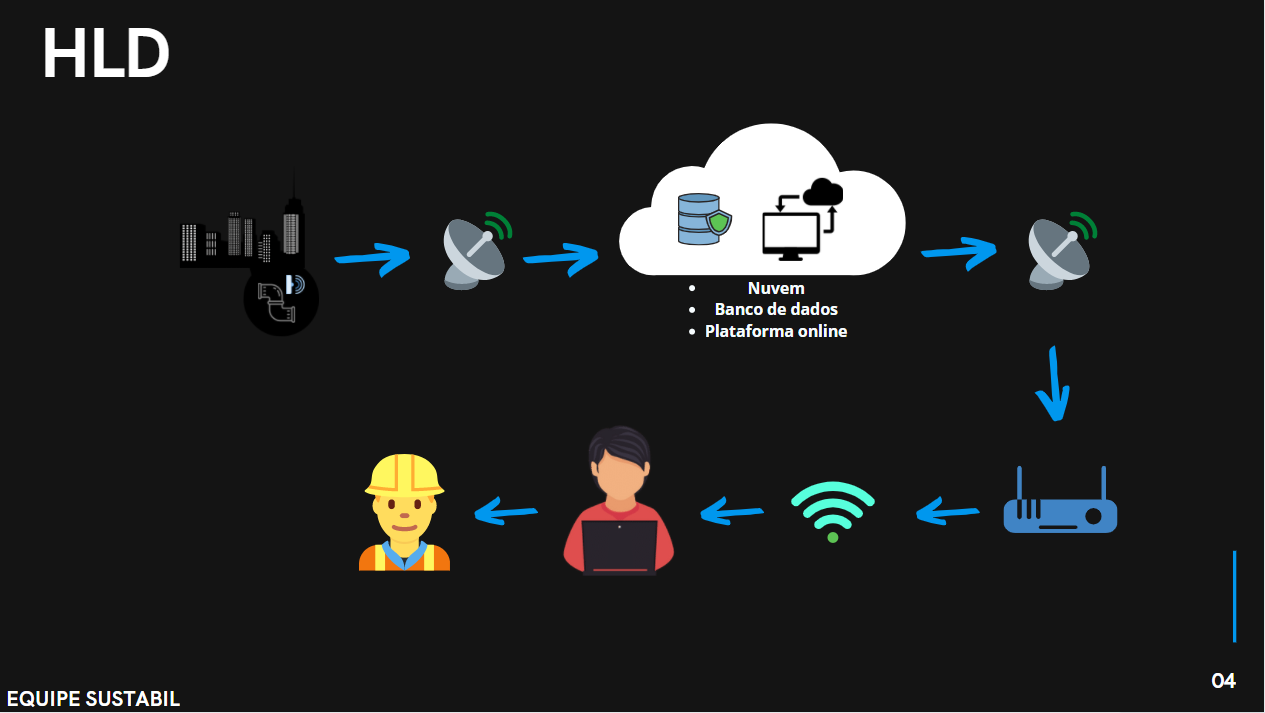 HLD
Nuvem
Banco de dados
Plataforma online
04
EQUIPE SUSTABIL